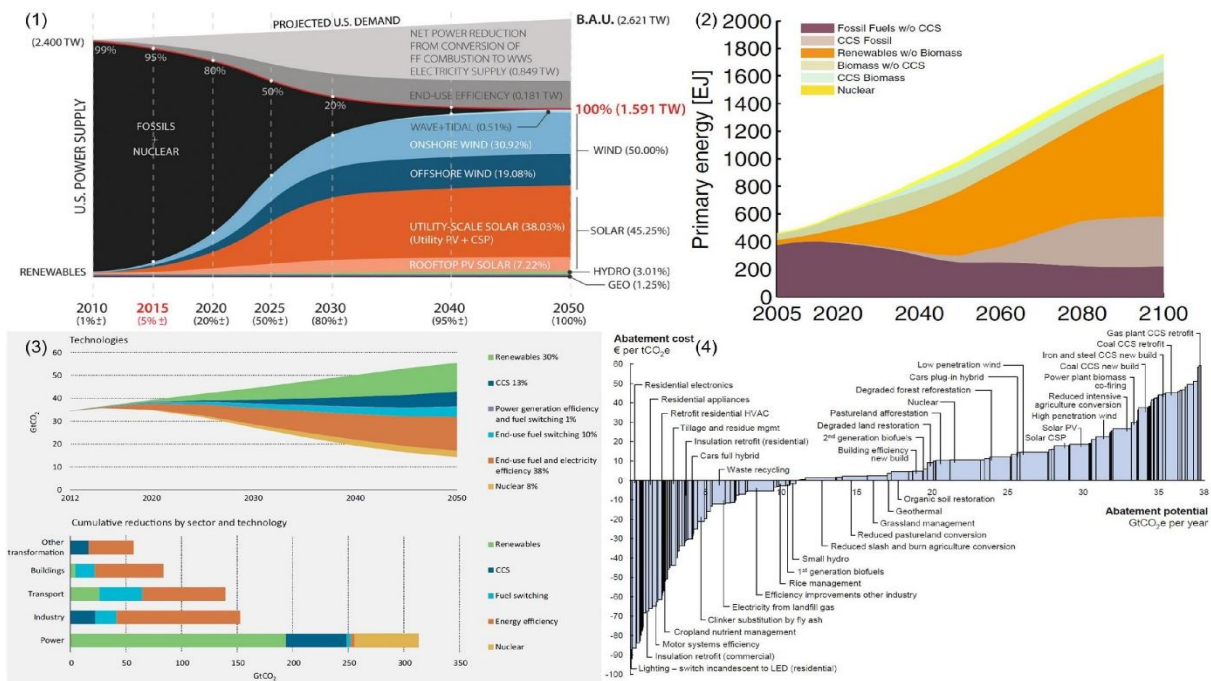 (1)
PROJECTED U.S. DEMAND
B.A.U. (2.621 TW)
(2.400 TW)
99%
95%
80%
50%
20%
NET POWER REDUCTION
FROM CONVERSION OF
FF COMBUSTION TO WWS
ELECTRICITY SUPPLY (0.849 TW)
END-USE EFFICIENCY (0.181 TW)
100% (1.591 TW)
U.S. POWER SUPPLY
FOSSILS
+
NUCLEAR
WAVE+TIDAL (0.51%)
ONSHORE WIND (30.92%)
WIND (50.00%)
OFFSHORE WIND (19.08%)
UTILITY-SCALE SOLAR (38.03%)
(Utility PV + CSP)
SOLAR (45.25%)
ROOFTOP PV SOLAR (7.22%)
RENEWABLES
HYDRO (3.01%)
GEO (1.25%)
2010 2015 2020 2025 2030 2040 2050
(1%±) (5%±) (20%±) (50%±) (80%±) (95%±) (100%)
(2)
Primary energy [EJ]
2000
1800
1600
1400
1200
1000
800
600
400
200
0
Fossil Fuels w/o CCS
CCS Fossil
Renewables w/o Biomass
Biomass w/o CCS
CCS Biomass
Nuclear
2005 2020 2040 2060 2080 2100
(3)
Technologies
GtCO2
60
50
40
30
20
10
0
2012 2020 2030 2040 2050
Renewables 30%
CCS 13%
Power generation efficiency
and fuel switching 1%
End-use fuel switching 10%
End-use fuel and electricity
efficiency 38%
Nuclear 8%
Cumulative reductions by sector and technology
Other
transformation
Buildings
Transport
Industry
Power
0 50 100 150 200 250 300 350
GtCO2
Renewables
CCS
Fuel switching
Energy efficiency
Nuclear
(4)
Abatement cost
€ per tCO2e
60
50
40
30
20
10
0
-10
-20
-30
-40
-50
-60
-70
-80
-90
-100
5 10 15 20 25 30 35 38
Abatement potential
GtCO2e per year
Residential electronics
Residential appliances
Retrofit residential HVAC
Tillage and residue mgmt
Insulation retrofit (residential)
Cars full hybrid
Waste recycling
Low penetration wind
Cars plug-in hybrid
Degraded forest reforestation
Nuclear
Pastureland afforestation
Degraded land restoration
2nd generation biofuels
Building efficiency
new build
Gas plant CCS retrofit
Coal CCS retrofit
Iron and steel CCS new build
Coal CCS new build
Power plant biomass
co-firing
Reduced intensive
agriculture conversion
High penetration wind
Solar PV
Solar CSP
Organic soil restoration
Geothermal
Grassland management
Reduced pastureland conversion
Reduced slash and burn agriculture conversion
Small hydro
1st generation biofuels
Rice management
Efficiency improvements other industry
Electricity from landfill gas
Clinker substitution by fly ash
Cropland nutrient management
Motor systems efficiency
Insulation retrofit (commercial)
Lighting – switch incandescent to LED (residential)